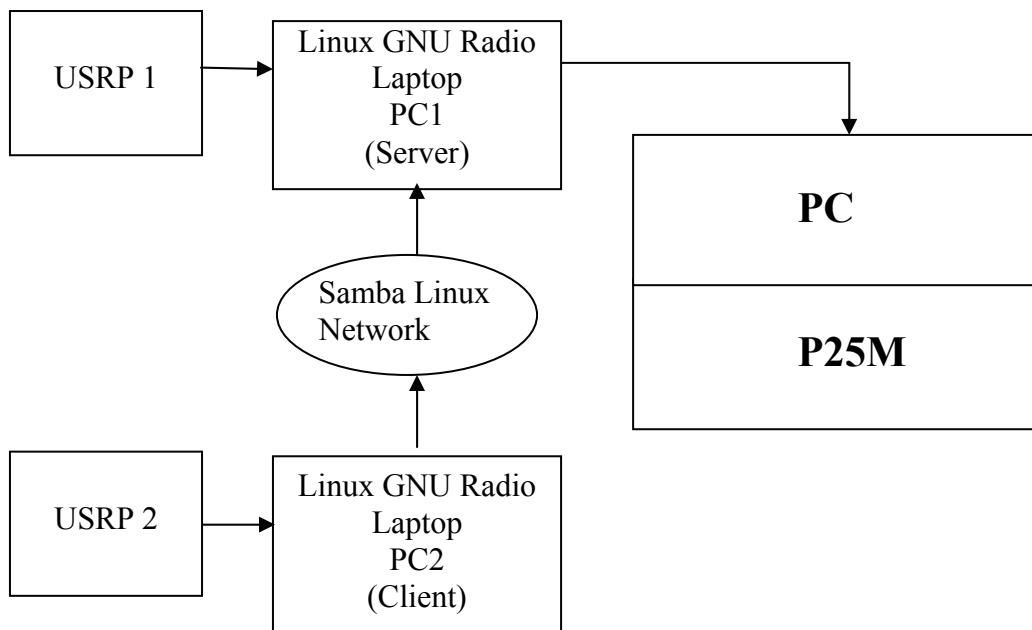 USRP 1
Linux GNU Radio
Laptop
PC1
(Server)
PC
P25M
Samba Linux
Network
USRP 2
Linux GNU Radio
Laptop
PC2
(Client)